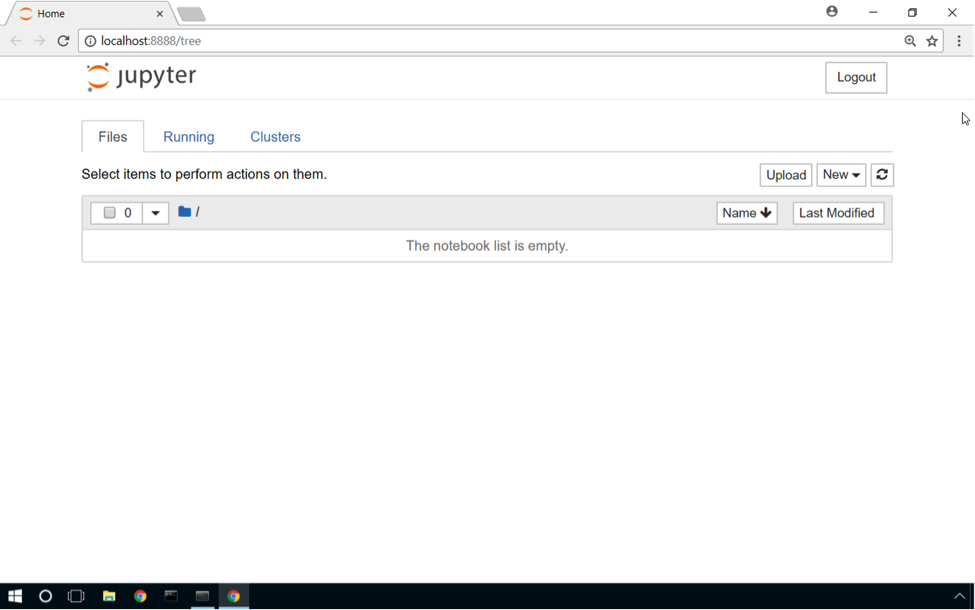 Home
localhost:8888/tree
jupyter
Logout
Files Running Clusters
Select items to perform actions on them.
Upload New
0 / Name Last Modified
The notebook list is empty.